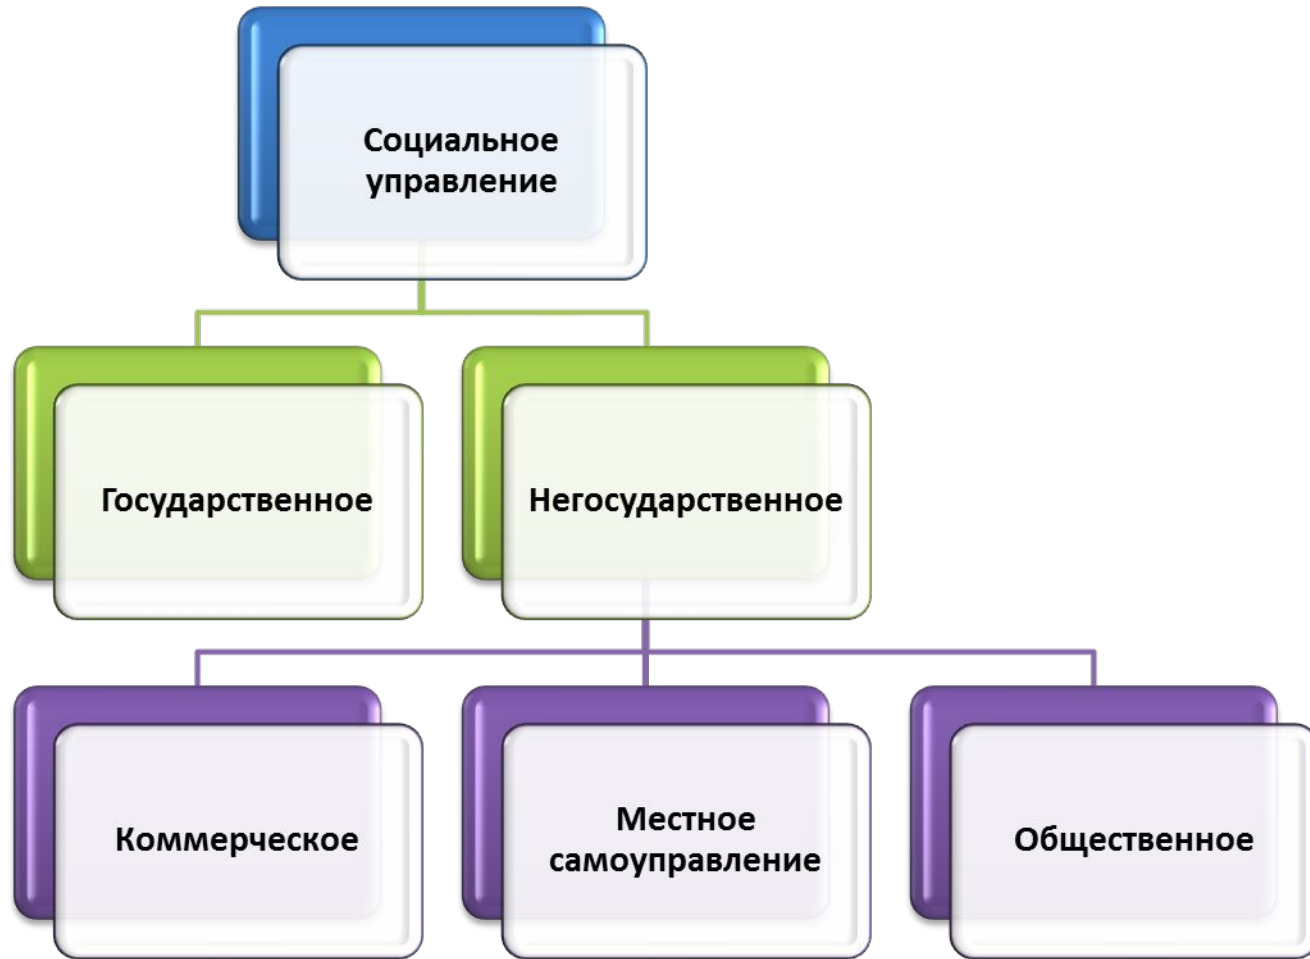 Социальное
управление
Государственное
Негосударственное
Коммерческое
Местное
самоуправление
Общественное